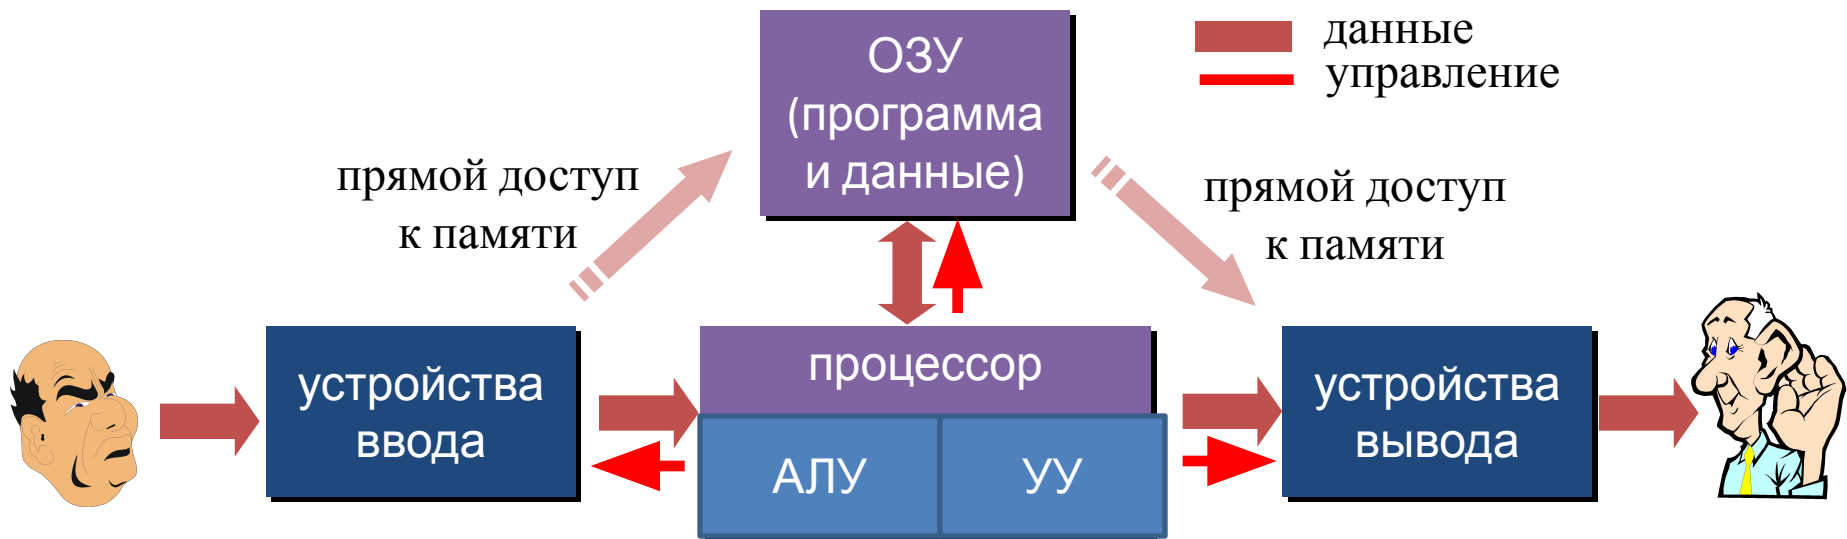 ОЗУ
(программа
и данные)
данные
управление
прямой доступ
к памяти
прямой доступ
к памяти
устройства
ввода
процессор
АЛУ
УУ
устройства
вывода